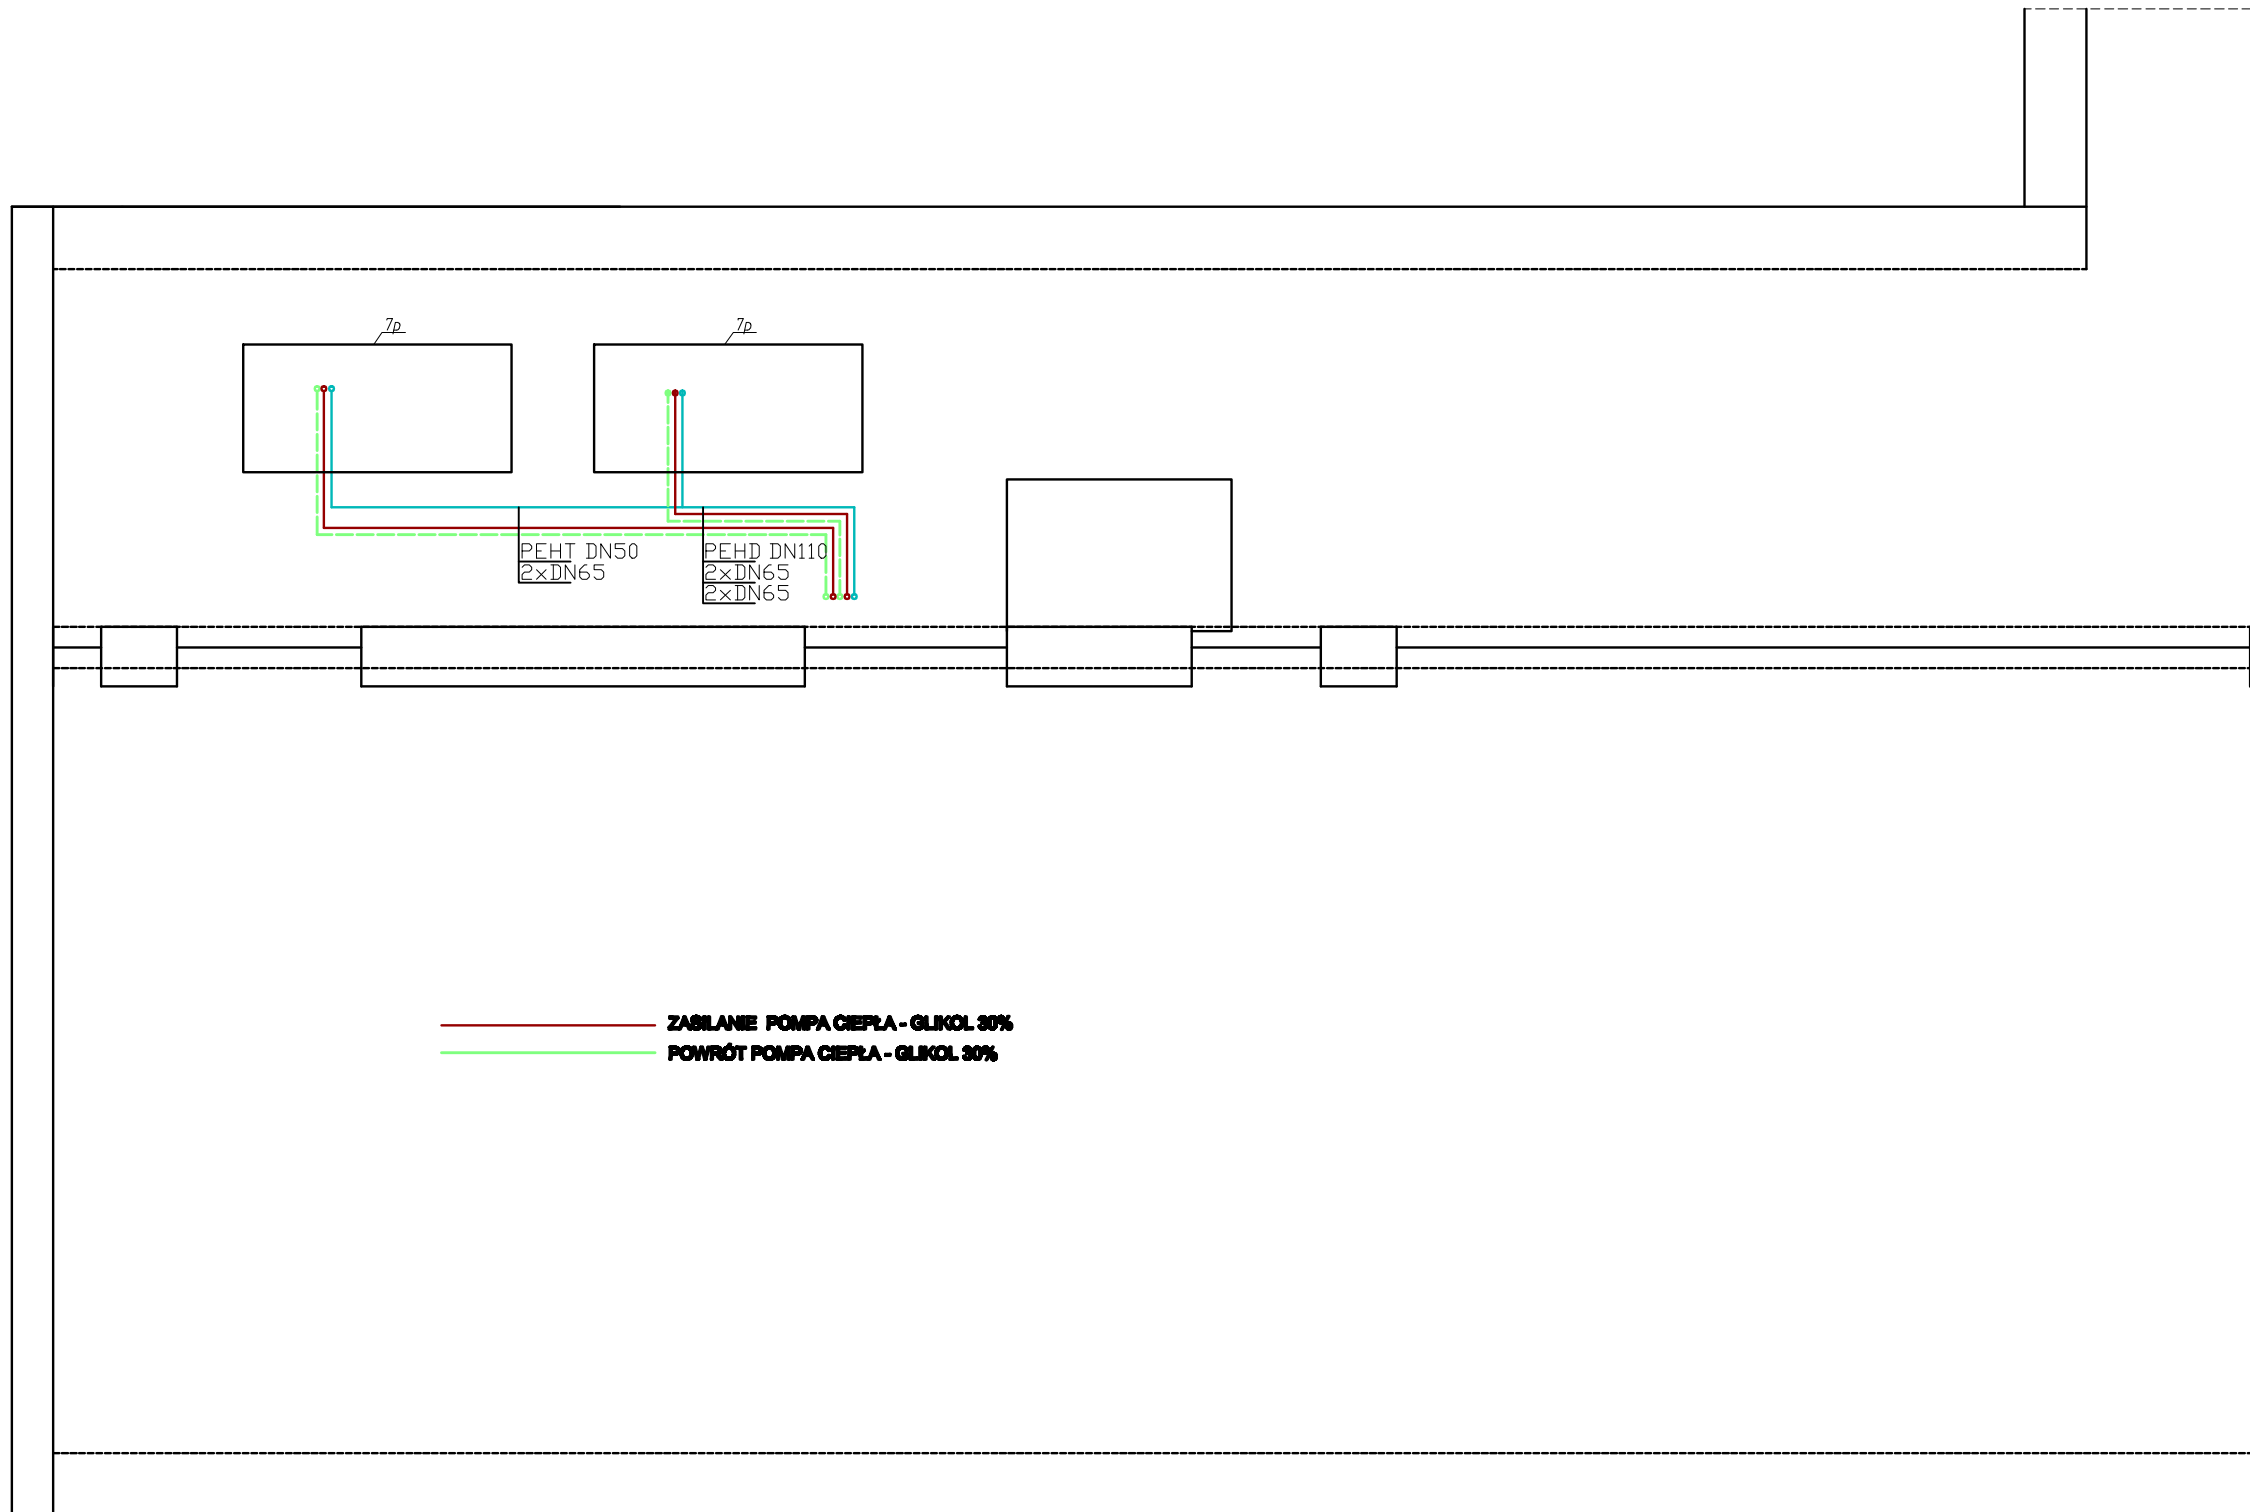 7p
7p
PEHT DN50
2xDN65
PEHD DN110
2xDN65
2xDN65
ZASILANIE POMPA CIEPŁA - GLIKOL 30%
POWRÓT POMPA CIEPŁA - GLIKOL 30%